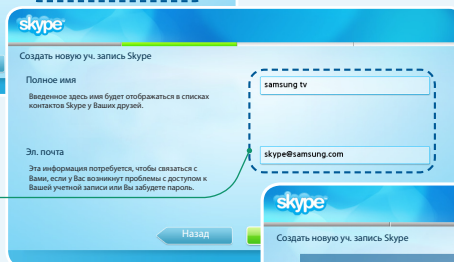 skype
Создать новую уч. запись Skype
Полное имя
samsung tv
Введенное здесь имя будет отображаться в списках
контактов Skype у Ваших друзей.
Эл. почта
skype@samsung.com
Эта информация потребуется, чтобы связаться с
Вами, если у Вас возникнут проблемы с доступом к
Вашей учетной записи или Вы забудете пароль.
Назад
skype
Создать новую уч. запись Skype